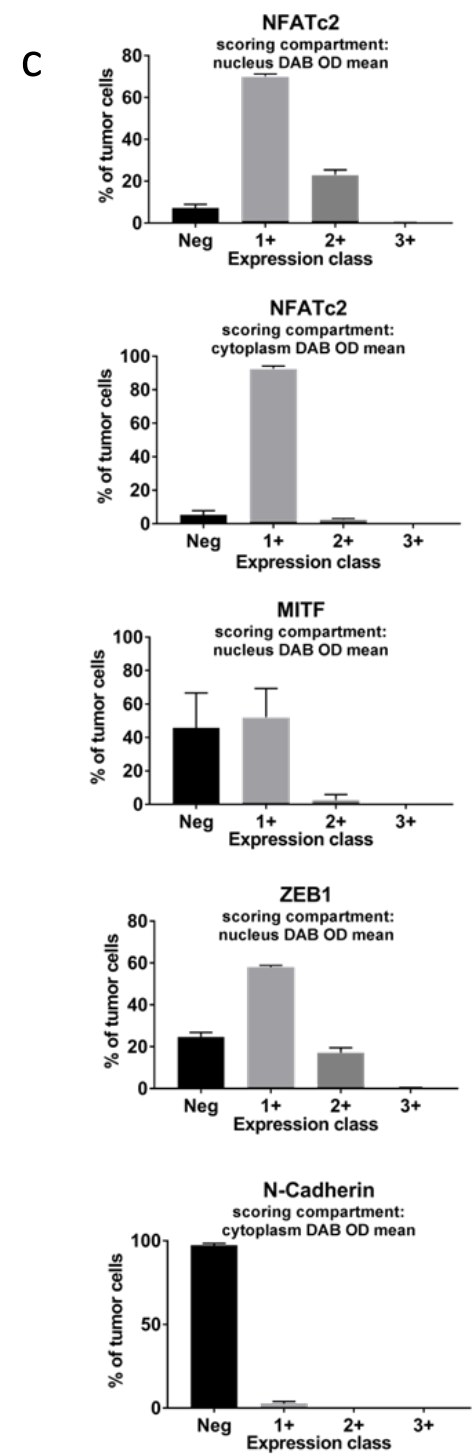 C
NFATc2
scoring compartment:
nucleus DAB OD mean
% of tumor cells
80
60
40
20
0
Neg 1+ 2+ 3+
Expression class
NFATc2
scoring compartment:
cytoplasm DAB OD mean
% of tumor cells
100
80
60
40
20
0
Neg 1+ 2+ 3+
Expression class
MITF
scoring compartment:
nucleus DAB OD mean
% of tumor cells
100
80
60
40
20
0
Neg 1+ 2+ 3+
Expression class
ZEB1
scoring compartment:
nucleus DAB OD mean
% of tumor cells
80
60
40
20
0
Neg 1+ 2+ 3+
Expression class
N-Cadherin
scoring compartment:
cytoplasm DAB OD mean
% of tumor cells
100
50
0
Neg 1+ 2+ 3+
Expression class